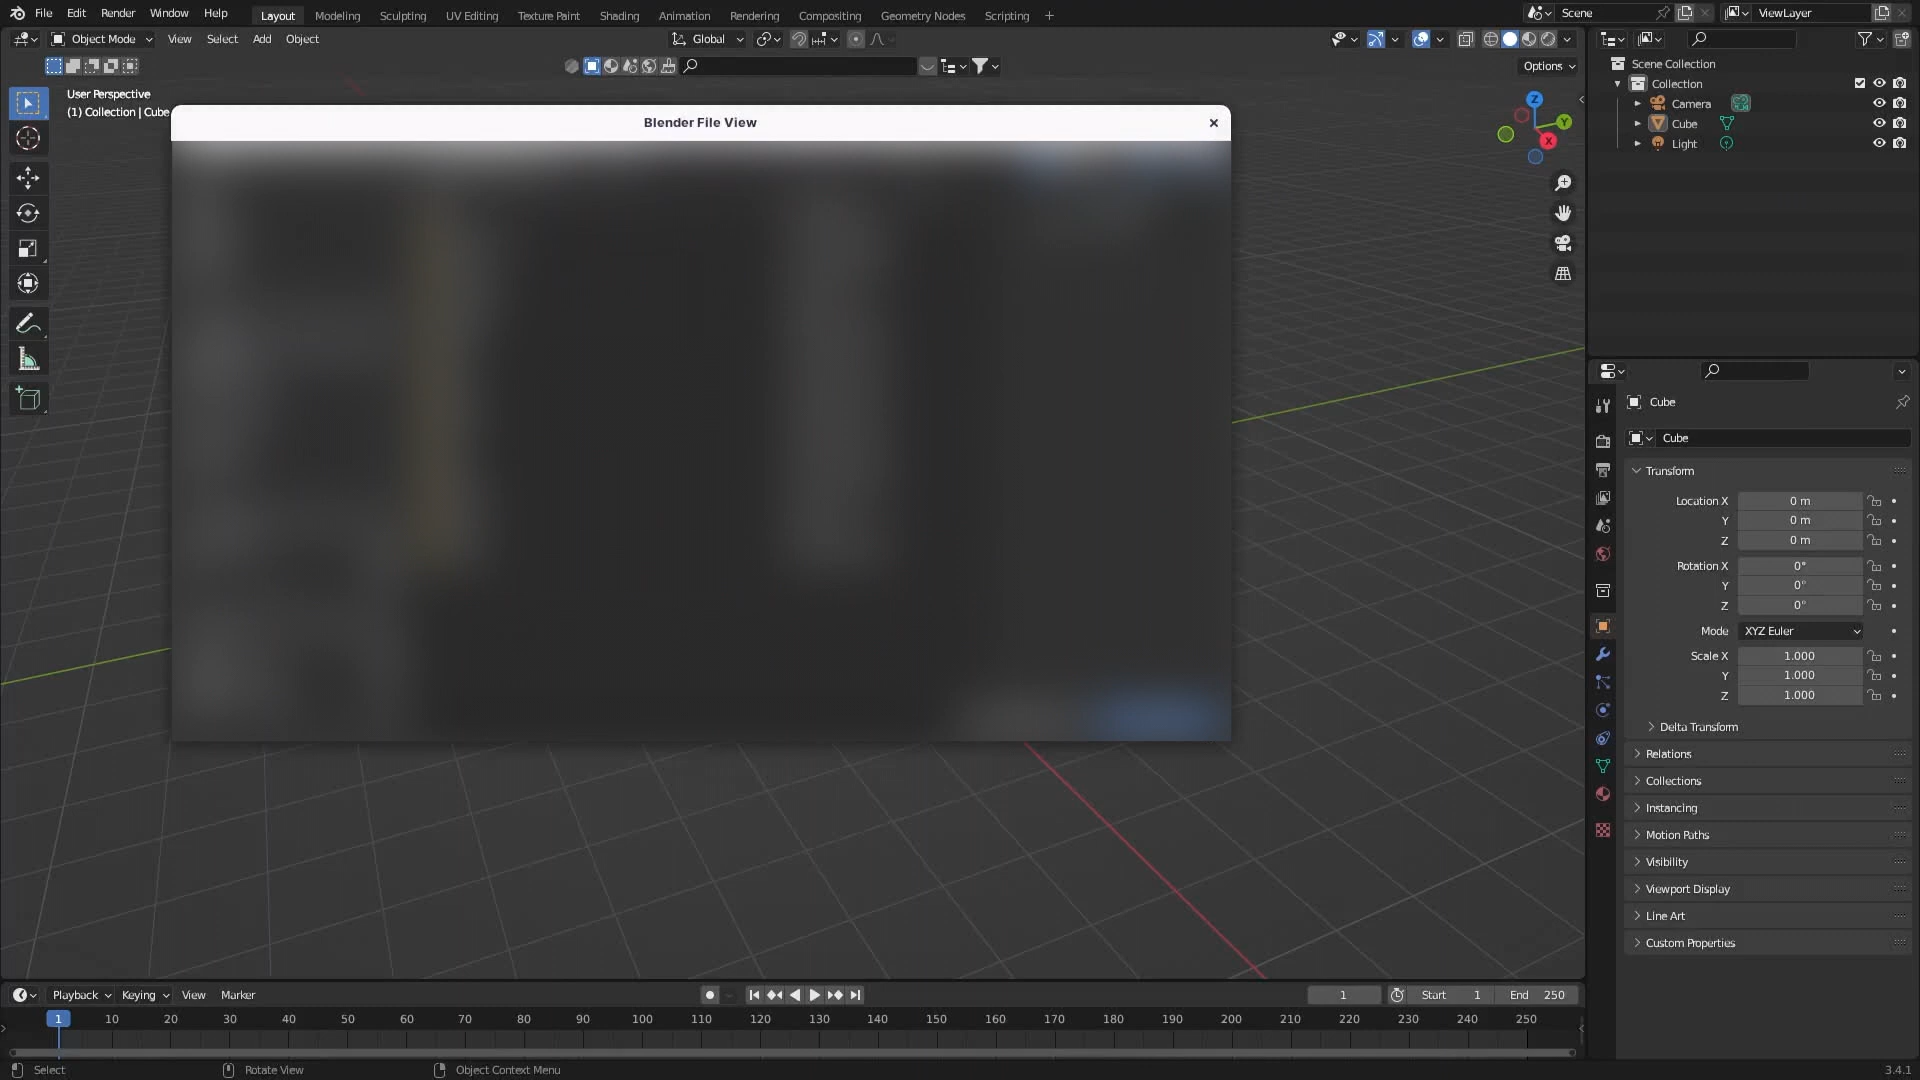 File Edit Render Window Help Layout Modeling Sculpting UV Editing Texture Paint Shading Animation Rendering Compositing Geometry Nodes Scripting + Scene ViewLayer
Object Mode View Select Add Object Global
Options
User Perspective
(1) Collection | Cube
Blender File View
Z
Y
X
Scene Collection
Collection
Camera
Cube
Light
Cube
Cube
Transform
Location X 0 m
Y 0 m
Z 0 m
Rotation X 0°
Y 0°
Z 0°
Mode XYZ Euler
Scale X 1.000
Y 1.000
Z 1.000
Delta Transform
Relations
Collections
Instancing
Motion Paths
Visibility
Viewport Display
Line Art
Custom Properties
Playback Keying View Marker 1 Start 1 End 250
1 10 20 30 40 50 60 70 80 90 100 110 120 130 140 150 160 170 180 190 200 210 220 230 240 250
Select Rotate View Object Context Menu 3.4.1